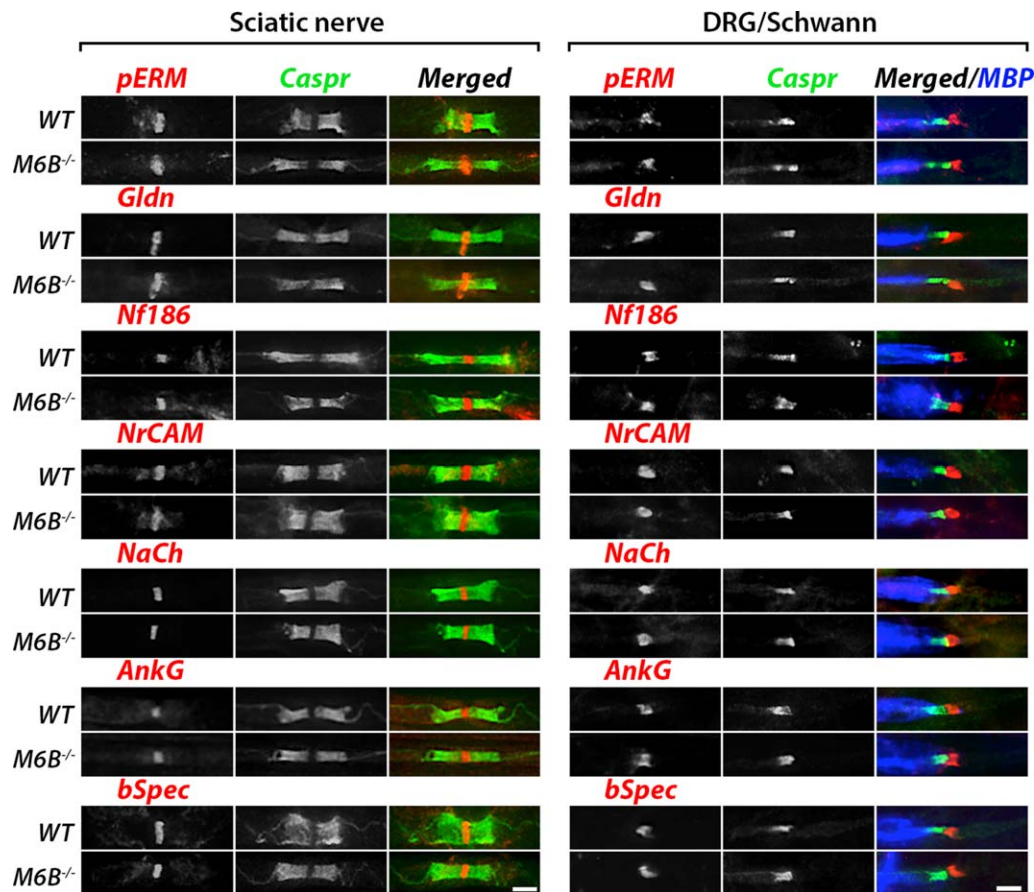 Sciatic nerve DRG/Schwann
pERM Caspr Merged pERM Caspr Merged/MBP
WT
M6B-/-
Gldn Gldn
WT
M6B-/-
Nf186 Nf186
WT
M6B-/-
NrCAM NrCAM
WT
M6B-/-
NaCh NaCh
WT
M6B-/-
AnkG AnkG
WT
M6B-/-
bSpec bSpec
WT
M6B-/-